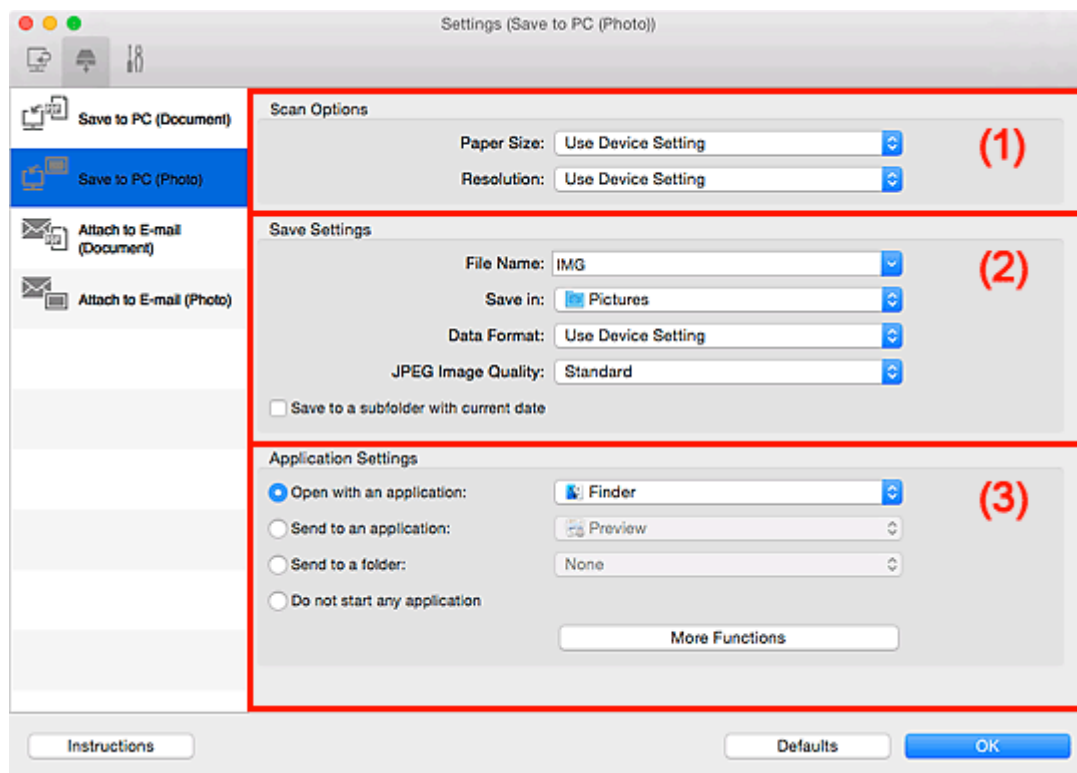 Settings (Save to PC (Photo))
Save to PC (Document)
Save to PC (Photo)
Attach to E-mail
(Document)
Attach to E-mail (Photo)
Scan Options
(1)
Paper Size: Use Device Setting
Resolution: Use Device Setting
Save Settings
(2)
File Name: IMG
Save in: Pictures
Data Format: Use Device Setting
JPEG Image Quality: Standard
Save to a subfolder with current date
Application Settings
(3)
Open with an application: Finder
Send to an application: Preview
Send to a folder: None
Do not start any application
More Functions
Instructions Defaults OK